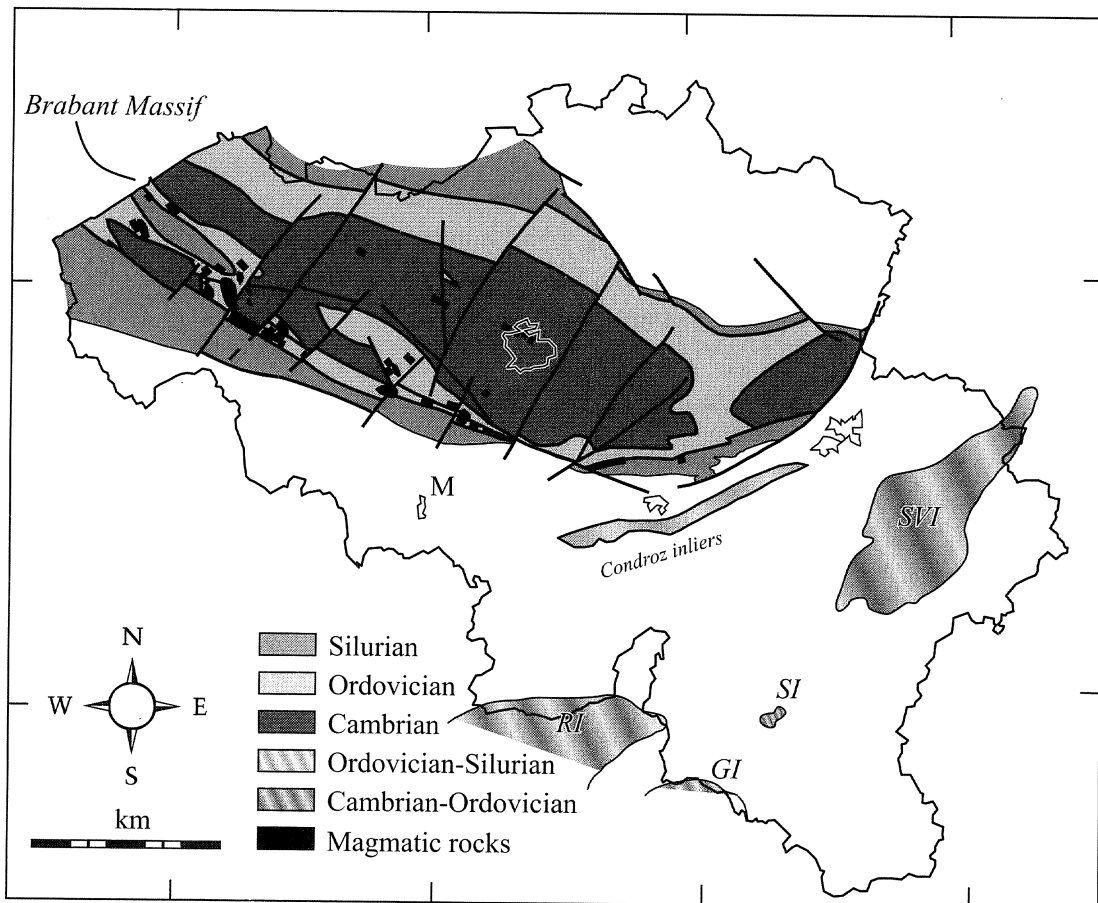 Brabant Massif
M
Condroz inliers
SVI
SI
RI
GI
N
W E
S
km
Silurian
Ordovician
Cambrian
Ordovician-Silurian
Cambrian-Ordovician
Magmatic rocks